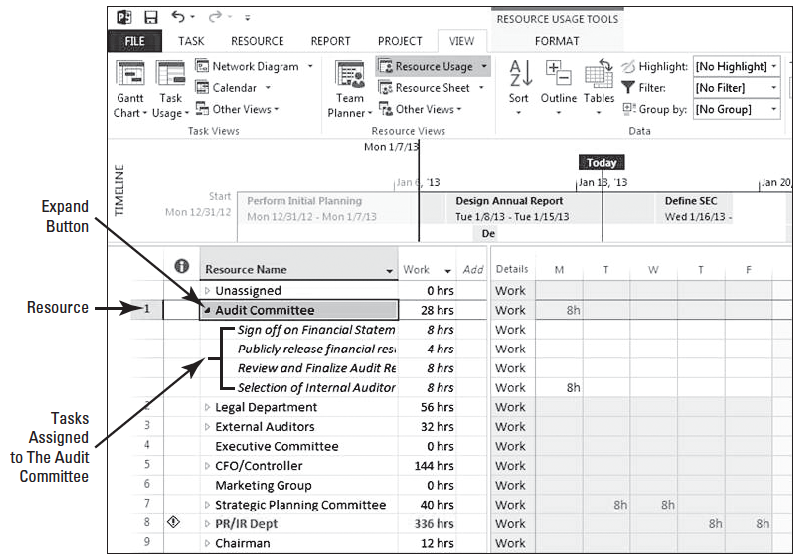 RESOURCE USAGE TOOLS
FILE TASK RESOURCE REPORT PROJECT VIEW FORMAT
Network Diagram Resource Usage Highlight: [No Highlight]
Calendar Resource Sheet Filter: [No Filter]
Other Views Other Views Group by: [No Group]
Gantt Task Team Sort Outline Tables
Chart Usage Planner
Task Views Resource Views Data
Mon 1/7/13
Today
Jan 6, '13 Jan 13, '13 Jan 20,
TIMELINE
Start Perform Initial Planning Design Annual Report Define SEC
Mon 12/31/12 Mon 12/31/12 - Mon 1/7/13 Tue 1/8/13 - Tue 1/15/13 Wed 1/16/13 -
De
Expand
Button
Resource Name Work Add Details M T W T F
Unassigned 0 hrs Work
Resource 1 Audit Committee 28 hrs Work 8h
Sign off on Financial Statem 8 hrs Work
Publicly release financial res 4 hrs Work
Review and Finalize Audit Re 8 hrs Work
Selection of Internal Auditor 8 hrs Work 8h
2 Legal Department 56 hrs Work
3 External Auditors 32 hrs Work
4 Executive Committee 0 hrs Work
5 CFO/Controller 144 hrs Work
6 Marketing Group 0 hrs Work
7 Strategic Planning Committee 40 hrs Work 8h 8h
8 PR/IR Dept 336 hrs Work 8h 8h
9 Chairman 12 hrs Work
Tasks
Assigned
to The Audit
Committee